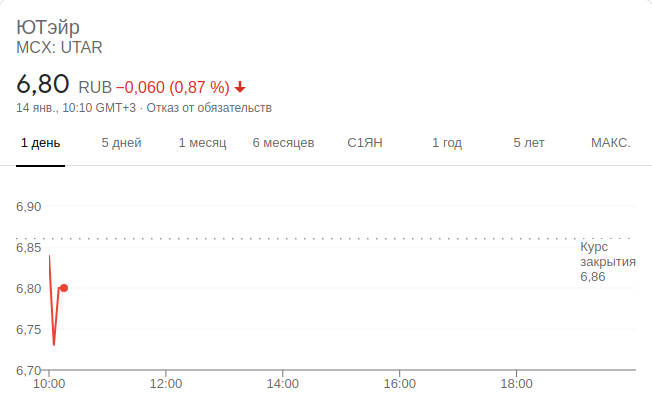 ЮТэйр
MCX: UTAR
6,80 RUB −0,060 (0,87 %)
14 янв., 10:10 GMT+3 · Отказ от обязательств
1 день 5 дней 1 месяц 6 месяцев С1ЯН 1 год 5 лет МАКС.
6,90
6,85
Курс
закрытия
6,86
6,80
6,75
6,70
10:00 12:00 14:00 16:00 18:00